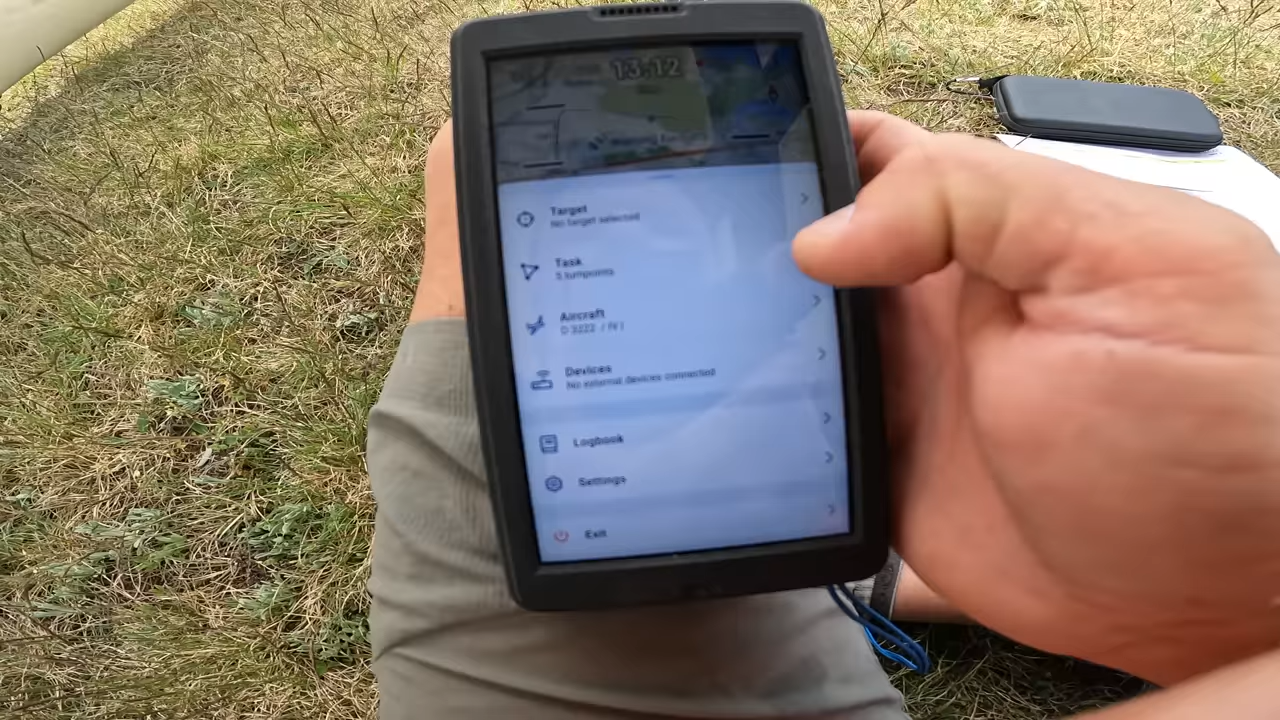 13:12
Target
No target selected
Task
5 turnpoints
Aircraft
Devices
No external devices connected
Logbook
Settings
Exit